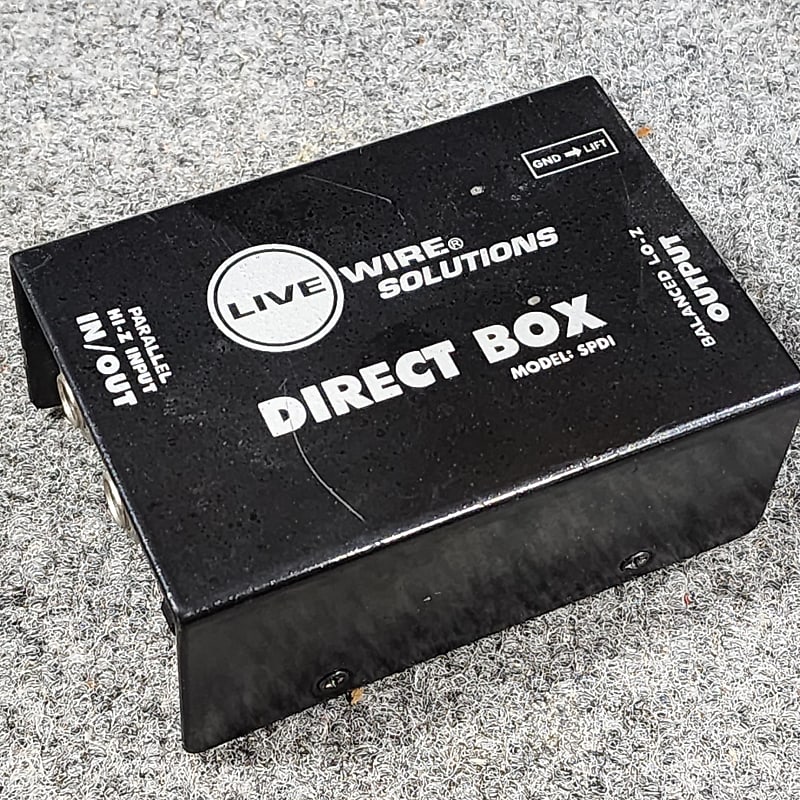 GND → LIFT
LIVE WIRE®
SOLUTIONS
DIRECT BOX
MODEL: SPDI
PARALLEL
HI-Z INPUT
IN/OUT
BALANCED LO-Z
OUTPUT